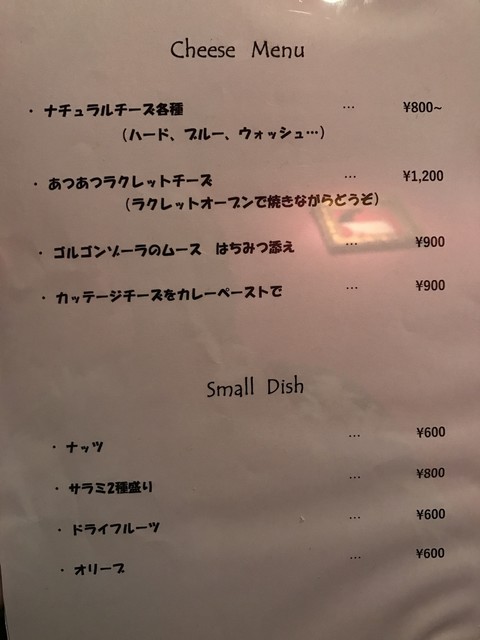 Cheese Menu
・ ナチュラルチーズ各種 … ¥800~
（ハード、ブルー、ウォッシュ…）
・ あつあつラクレットチーズ … ¥1,200
（ラクレットオーブンで焼きながらどうぞ）
・ ゴルゴンゾーラのムース はちみつ添え … ¥900
・ カッテージチーズをカレーペーストで … ¥900
Small Dish
・ ナッツ … ¥600
・ サラミ2種盛り … ¥800
・ ドライフルーツ … ¥600
・ オリーブ … ¥600